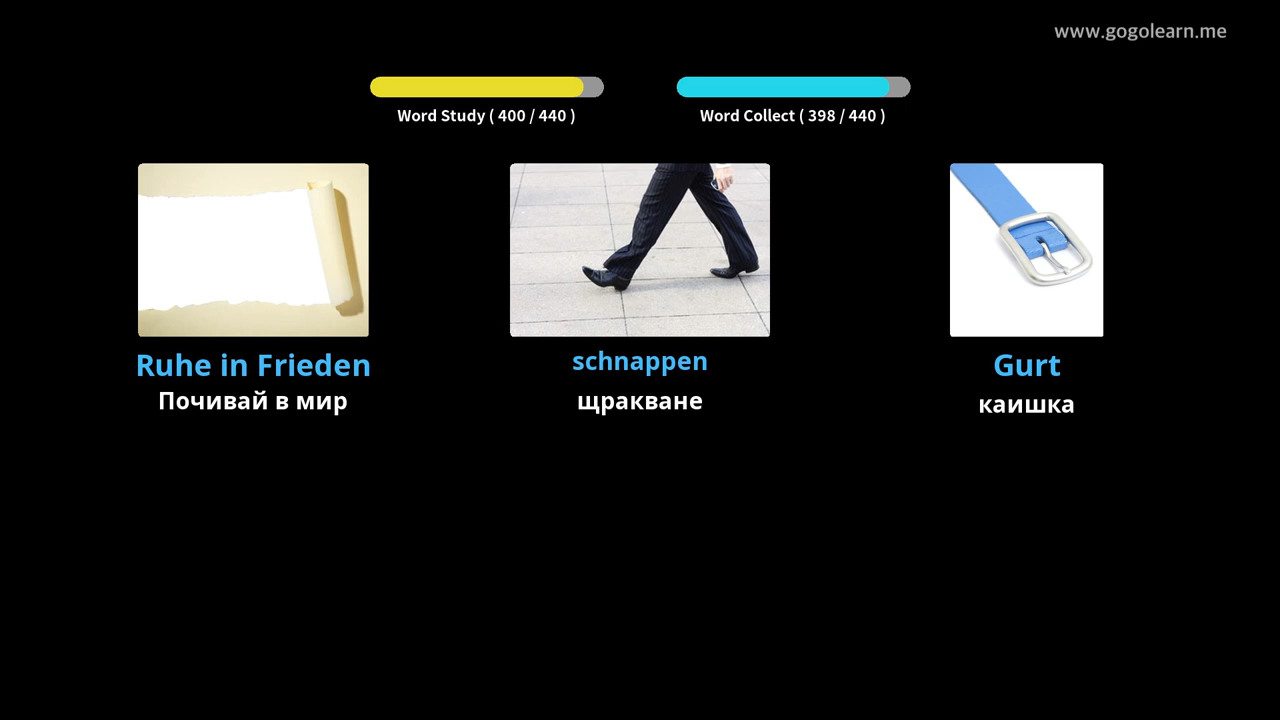 www.gogolearn.me
Word Study ( 400 / 440 )
Word Collect ( 398 / 440 )
Ruhe in Frieden
Почивай в мир
schnappen
щракване
Gurt
каишка